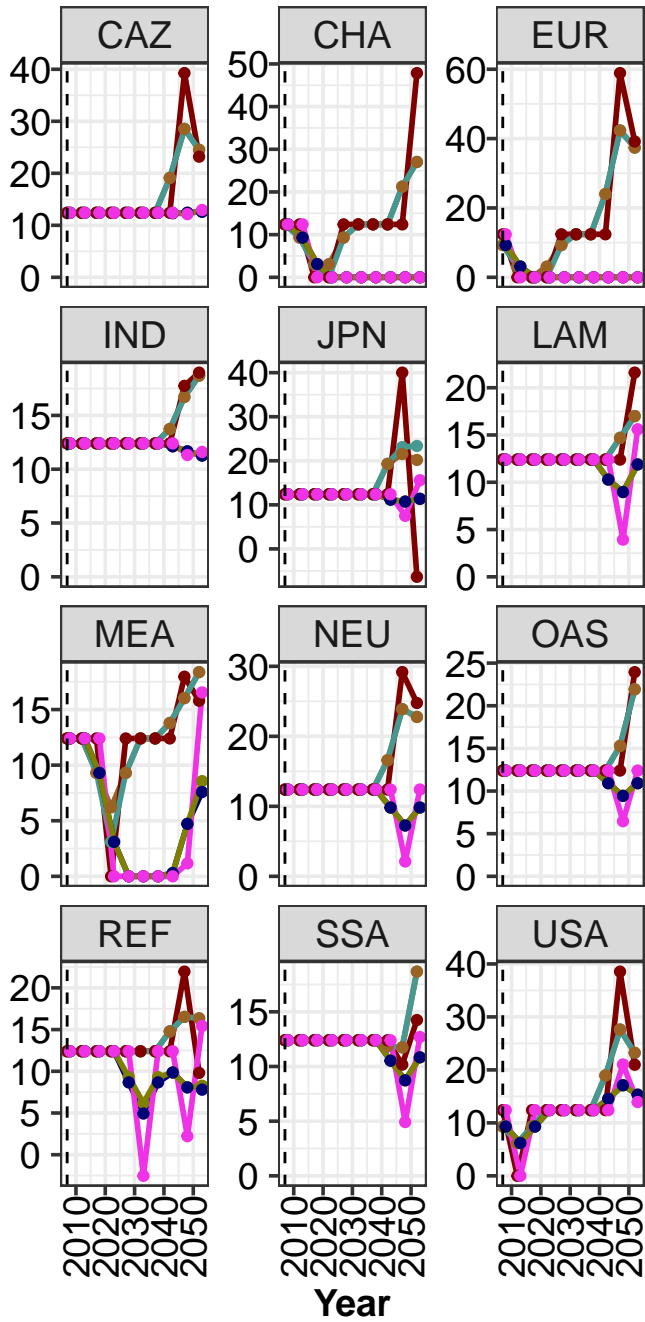 CAZ CHA EUR
40 50 60
30 40
20 30 40
10 20 20
0 10 0
0
IND JPN LAM
15 40 20
10 30 15
5 20 10
0 10 5
0 0
MEA NEU OAS
15 30 25
10 20 20
5 10 15
0 0 10
5
0
REF SSA USA
20 15 40
15 10 30
10 5 20
5 0 10
0 0
2010 2020 2030 2040 2050 2010 2020 2030 2040 2050 2010 2020 2030 2040 2050
Year